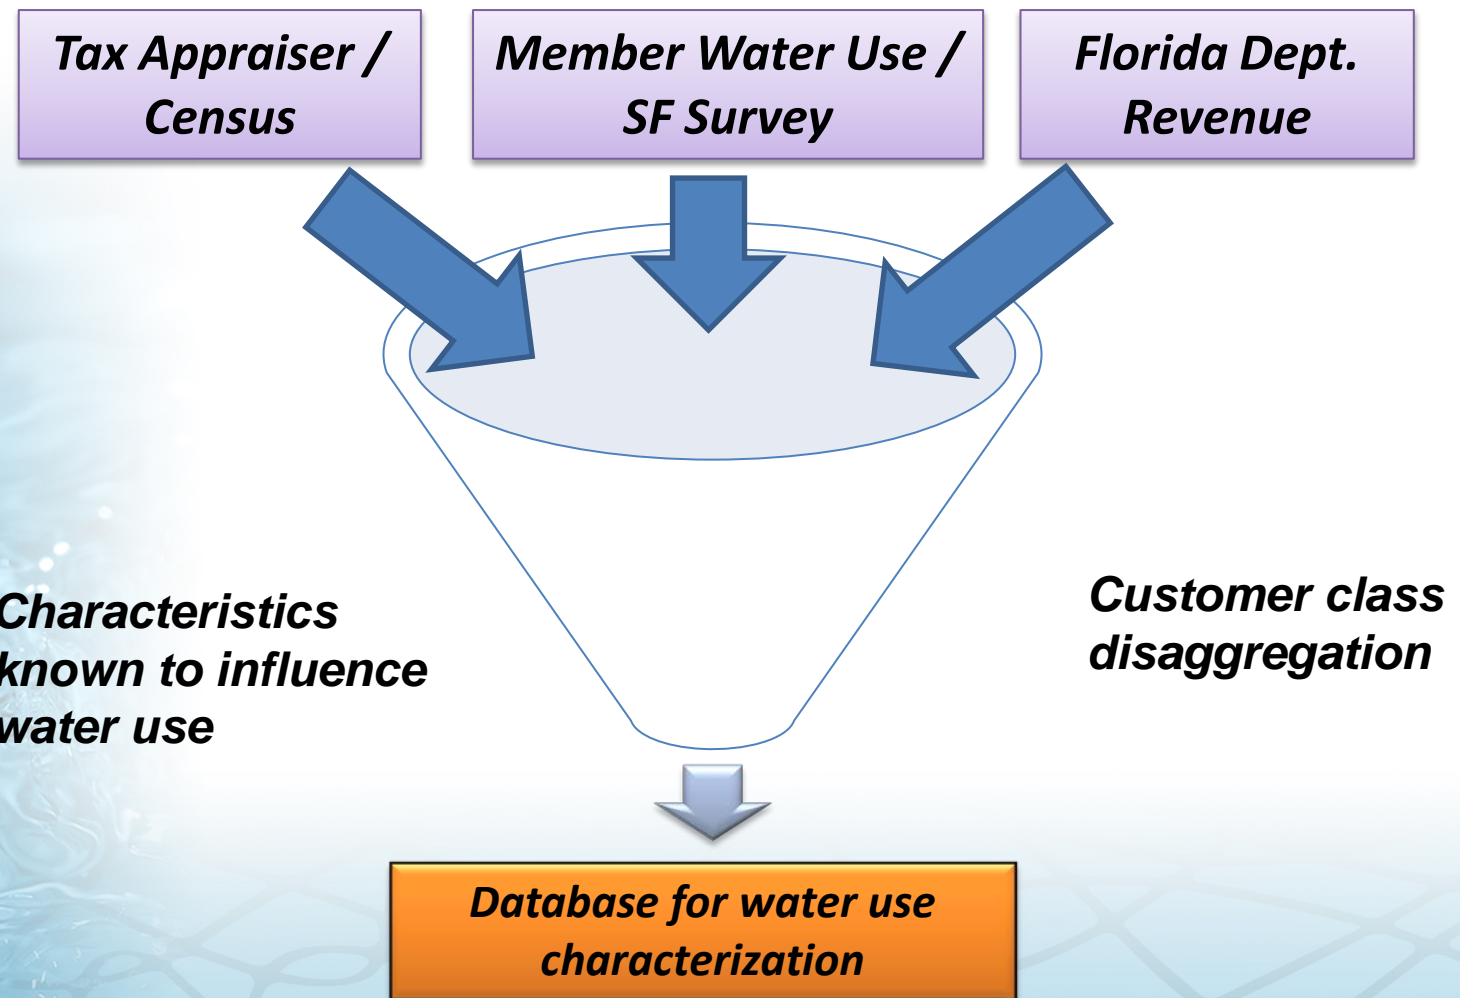 Tax Appraiser /
Census
Member Water Use /
SF Survey
Florida Dept.
Revenue
Characteristics
known to influence
water use
Customer class
disaggregation
Database for water use
characterization